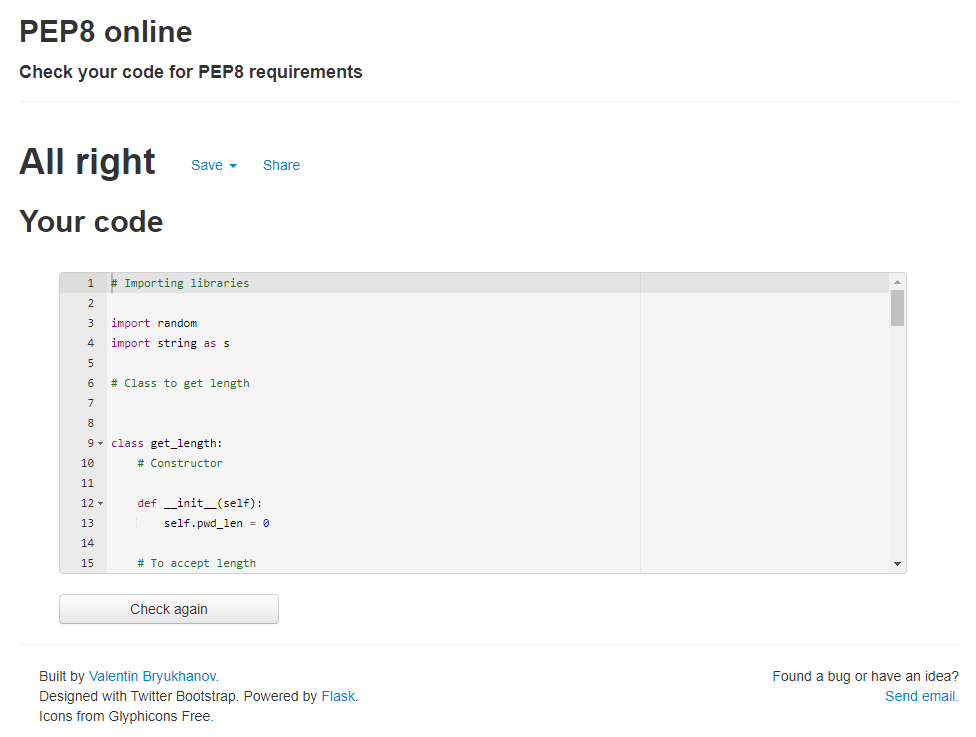 PEP8 online
Check your code for PEP8 requirements
All right Save Share
Your code
1 # Importing libraries
2
3 import random
4 import string as s
5
6 # Class to get length
7
8
9 class get_length:
10     # Constructor
11
12     def __init__(self):
13         self.pwd_len = 0
14
15     # To accept length
Check again
Built by Valentin Bryukhanov.
Designed with Twitter Bootstrap. Powered by Flask.
Icons from Glyphicons Free.
Found a bug or have an idea?
Send email.